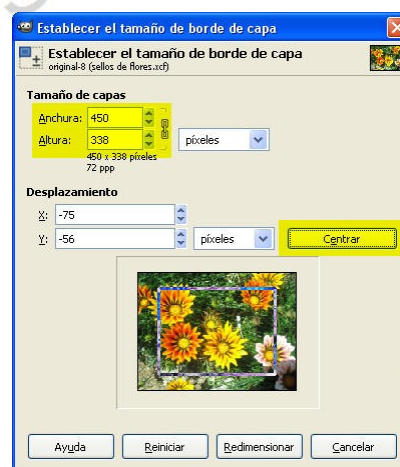 Establecer el tamaño de borde de capa
Establecer el tamaño de borde de capa
original-8 (sellos de flores.xcf)
Tamaño de capas
Anchura: 450
Altura: 338 píxeles
450 x 338 píxeles
72 ppp
Desplazamiento
X: -75
Y: -56 píxeles Centrar
Ayuda Reiniciar Redimensionar Cancelar